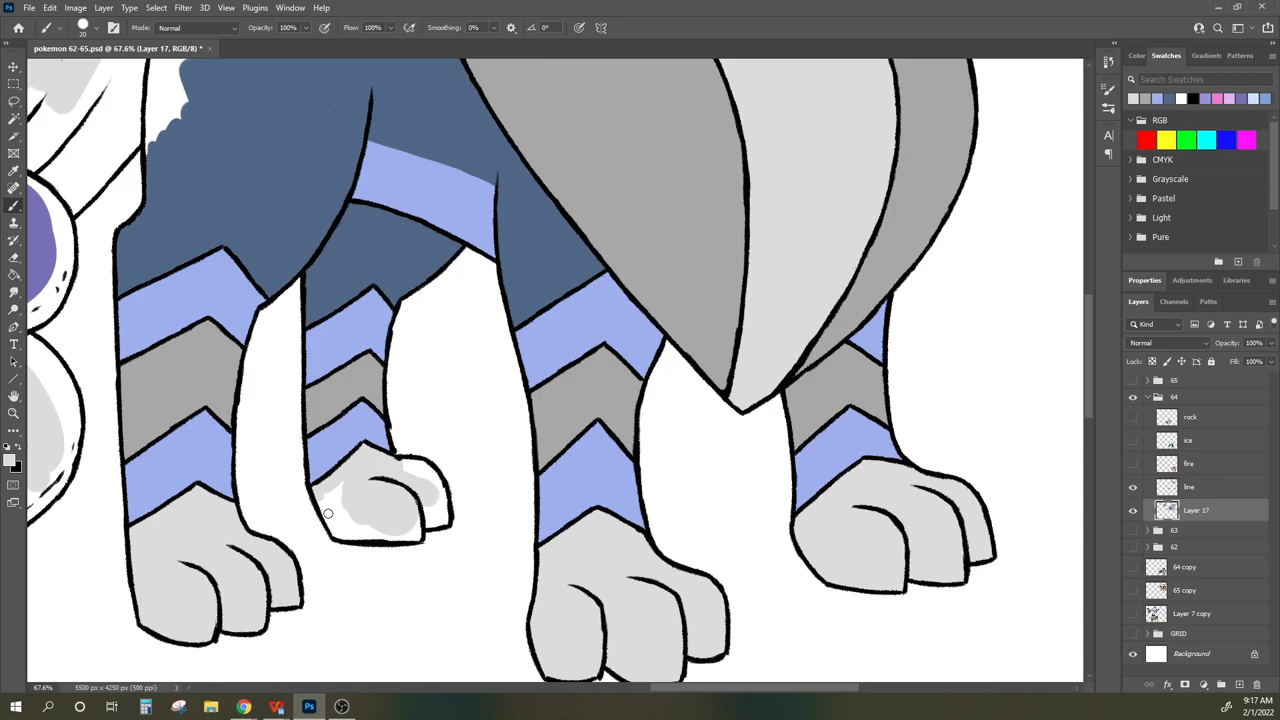 File Edit Image Layer Type Select Filter 3D View Plugins Window Help
20 Mode: Normal Opacity: 100% Flow: 100% Smoothing: 0% 0°
pokemon 62-65.psd @ 67.6% (Layer 17, RGB/8) *
Color Swatches Gradients Patterns
Search Swatches
RGB
CMYK
Grayscale
Pastel
Light
Pure
Properties Adjustments Libraries
Layers Channels Paths
Kind
Normal Opacity: 100%
Lock: Fill: 100%
65
64
rock
ice
fire
line
Layer 17
63
62
64 copy
65 copy
Layer 7 copy
GRID
Background
67.6% 5500 px x 4250 px (500 ppi)
9:17 AM
2/1/2022